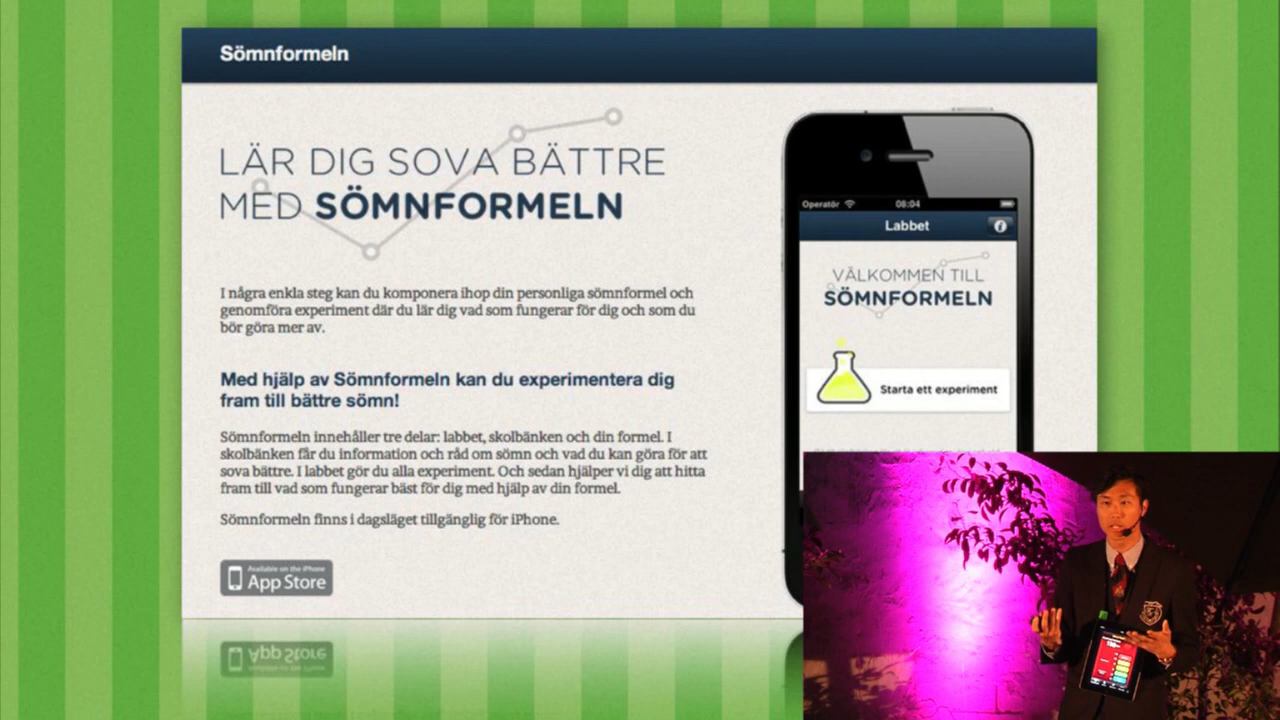 Sömnformeln
LÄR DIG SOVA BÄTTRE
MED SÖMNFORMELN
I några enkla steg kan du komponera ihop din personliga sömnformel och
genomföra experiment där du lär dig vad som fungerar för dig och som du
bör göra mer av.
Med hjälp av Sömnformeln kan du experimentera dig
fram till bättre sömn!
Sömnformeln innehåller tre delar: labbet, skolbänken och din formel. I
skolbänken får du information och råd om sömn och vad du kan göra för att
sova bättre. I labbet gör du alla experiment. Och sedan hjälper vi dig att hitta
fram till vad som fungerar bäst för dig med hjälp av din formel.
Sömnformeln finns i dagsläget tillgänglig för iPhone.
Available on the iPhone
App Store
Operatör 08:04
Labbet
VÄLKOMMEN TILL
SÖMNFORMELN
Starta ett experiment